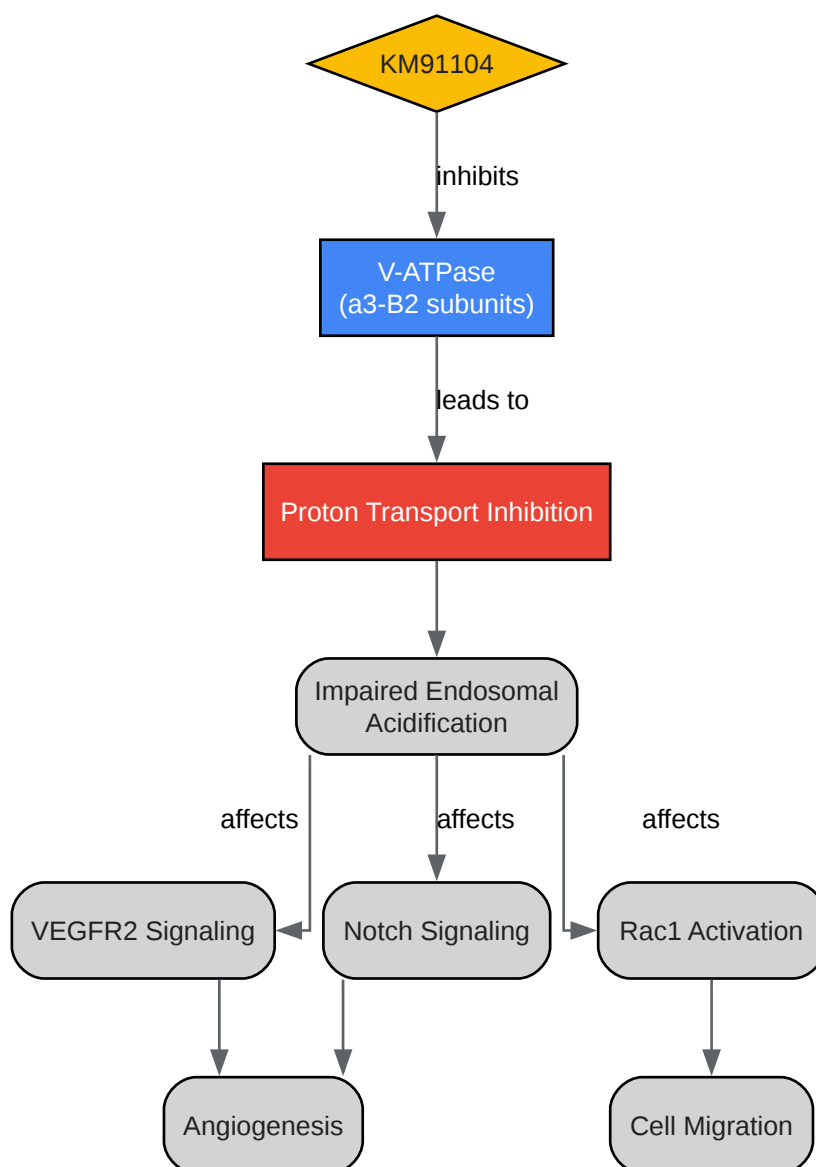 KM91104
inhibits
V-ATPase
(a3-B2 subunits)
leads to
Proton Transport Inhibition
Impaired Endosomal
Acidification
affects
affects
affects
VEGFR2 Signaling
Notch Signaling
Rac1 Activation
Angiogenesis
Cell Migration